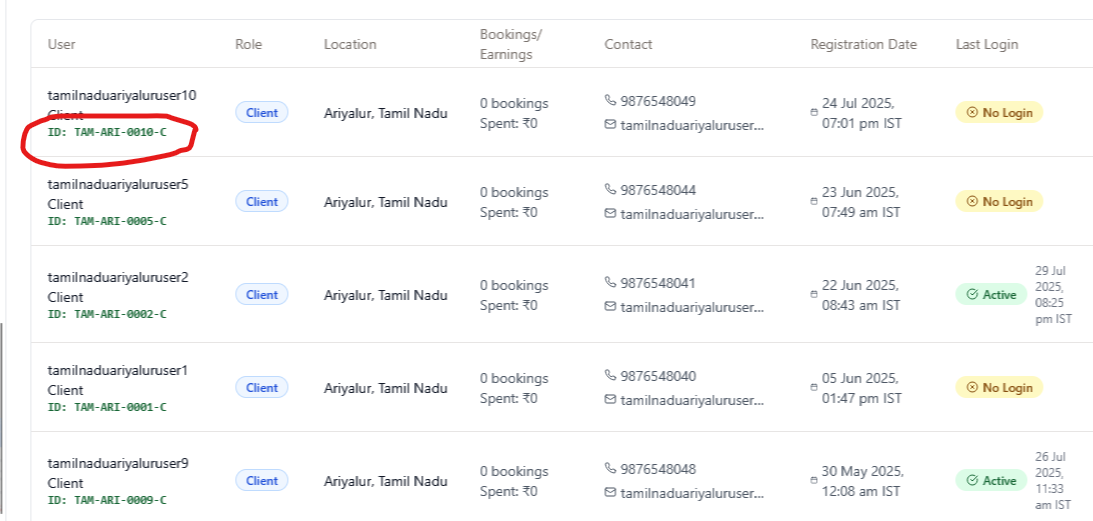 User Role Location Bookings/ Earnings Contact Registration Date Last Login
tamilnaduariyaluruser10
Client
ID: TAM-ARI-0010-C
Client
Ariyalur, Tamil Nadu
0 bookings
Spent: ₹0
9876548049
tamilnaduariyaluruser...
24 Jul 2025,
07:01 pm IST
No Login
tamilnaduariyaluruser5
Client
ID: TAM-ARI-0005-C
Client
Ariyalur, Tamil Nadu
0 bookings
Spent: ₹0
9876548044
tamilnaduariyaluruser...
23 Jun 2025,
07:49 am IST
No Login
tamilnaduariyaluruser2
Client
ID: TAM-ARI-0002-C
Client
Ariyalur, Tamil Nadu
0 bookings
Spent: ₹0
9876548041
tamilnaduariyaluruser...
22 Jun 2025,
08:43 am IST
Active
29 Jul
2025,
08:25
pm IST
tamilnaduariyaluruser1
Client
ID: TAM-ARI-0001-C
Client
Ariyalur, Tamil Nadu
0 bookings
Spent: ₹0
9876548040
tamilnaduariyaluruser...
05 Jun 2025,
01:47 pm IST
No Login
tamilnaduariyaluruser9
Client
ID: TAM-ARI-0009-C
Client
Ariyalur, Tamil Nadu
0 bookings
Spent: ₹0
9876548048
tamilnaduariyaluruser...
30 May 2025,
12:08 am IST
Active
26 Jul
2025,
11:33
am IST